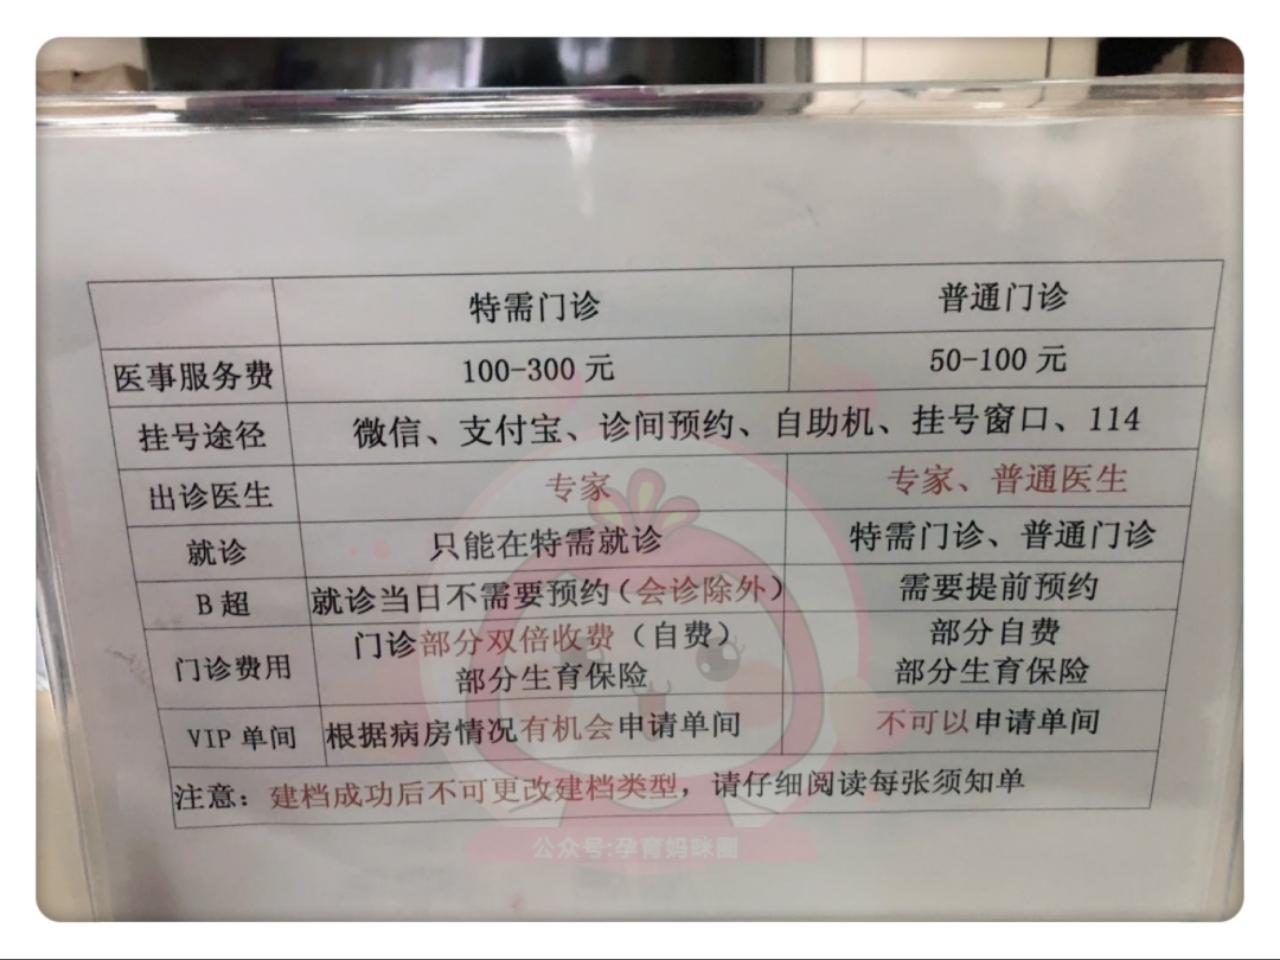 特需门诊 普通门诊
医事服务费 100-300 元 50-100 元
挂号途径 微信、支付宝、诊间预约、自助机、挂号窗口、114
出诊医生 专家 专家、普通医生
就诊 只能在特需就诊 特需门诊、普通门诊
B 超 就诊当日不需要预约（会诊除外） 需要提前预约
门诊费用 门诊部分双倍收费（自费） 部分自费
部分生育保险 部分生育保险
VIP 单间 根据病房情况有机会申请单间 不可以申请单间
注意：建档成功后不可更改建档类型，请仔细阅读每张须知单
公众号:孕育妈咪圈